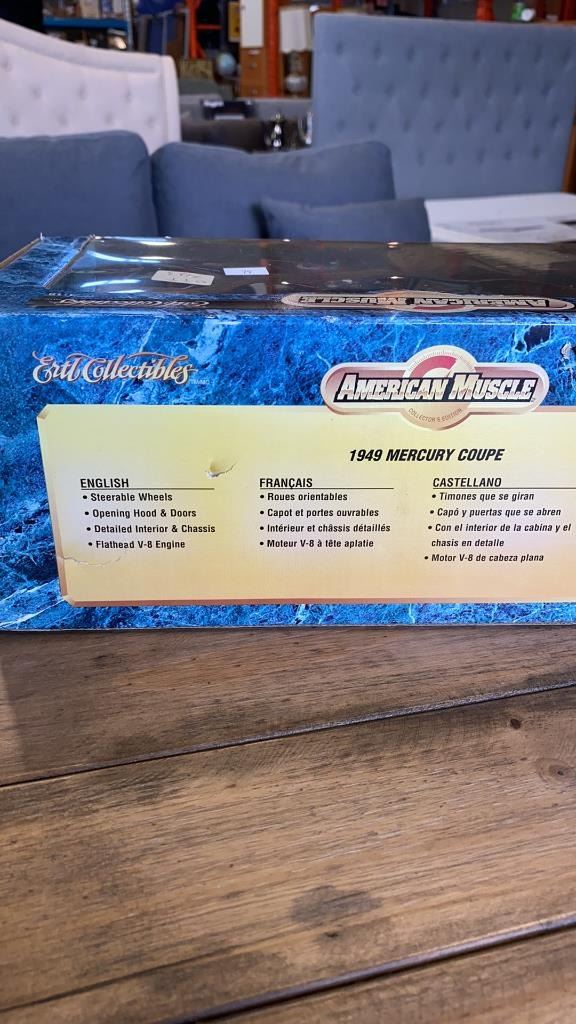 AMERICAN MUSCLE
Ertl Collectibles
AMERICAN MUSCLE
COLLECTOR'S EDITION
1949 MERCURY COUPE
ENGLISH
• Steerable Wheels
• Opening Hood & Doors
• Detailed Interior & Chassis
• Flathead V-8 Engine
FRANÇAIS
• Roues orientables
• Capot et portes ouvrables
• Intérieur et châssis détaillés
• Moteur V-8 à tête aplatie
CASTELLANO
• Timones que se giran
• Capó y puertas que se abren
• Con el interior de la cabina y el
chasis en detalle
• Motor V-8 de cabeza plana